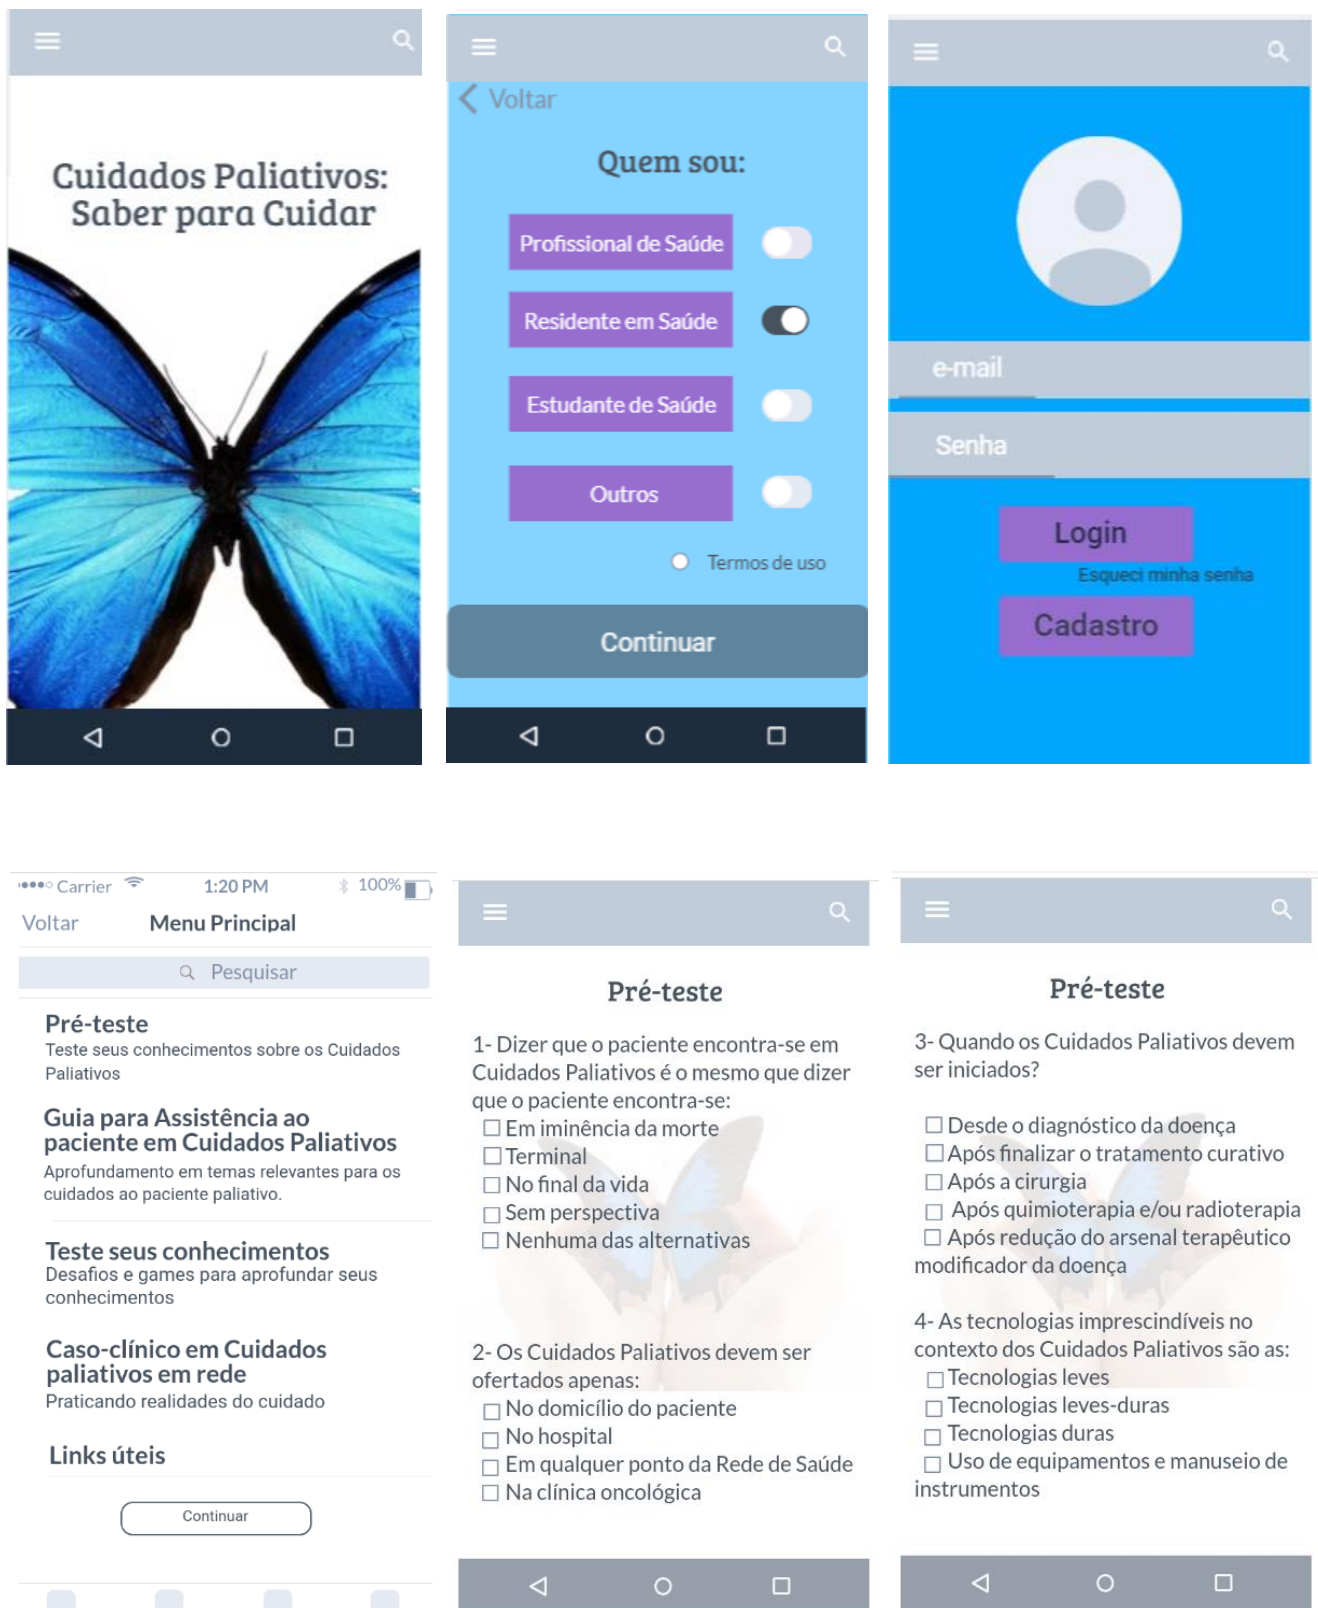 Cuidados Paliativos:
Saber para Cuidar
Voltar
Quem sou:
Profissional de Saúde
Residente em Saúde
Estudante de Saúde
Outros
Termos de uso
Continuar
e-mail
Senha
Login
Esqueci minha senha
Cadastro
Carrier 1:20 PM 100%
Voltar Menu Principal
Pesquisar
Pré-teste
Teste seus conhecimentos sobre os Cuidados
Paliativos
Guia para Assistência ao
paciente em Cuidados Paliativos
Aprofundamento em temas relevantes para os
cuidados ao paciente paliativo.
Teste seus conhecimentos
Desafios e games para aprofundar seus
conhecimentos
Caso-clínico em Cuidados
paliativos em rede
Praticando realidades do cuidado
Links úteis
Continuar
Pré-teste
1- Dizer que o paciente encontra-se em
Cuidados Paliativos é o mesmo que dizer
que o paciente encontra-se:
Em iminência da morte
Terminal
No final da vida
Sem perspectiva
Nenhuma das alternativas
2- Os Cuidados Paliativos devem ser
ofertados apenas:
No domicílio do paciente
No hospital
Em qualquer ponto da Rede de Saúde
Na clínica oncológica
Pré-teste
3- Quando os Cuidados Paliativos devem
ser iniciados?
Desde o diagnóstico da doença
Após finalizar o tratamento curativo
Após a cirurgia
Após quimioterapia e/ou radioterapia
Após redução do arsenal terapêutico
modificador da doença
4- As tecnologias imprescindíveis no
contexto dos Cuidados Paliativos são as:
Tecnologias leves
Tecnologias leves-duras
Tecnologias duras
Uso de equipamentos e manuseio de
instrumentos